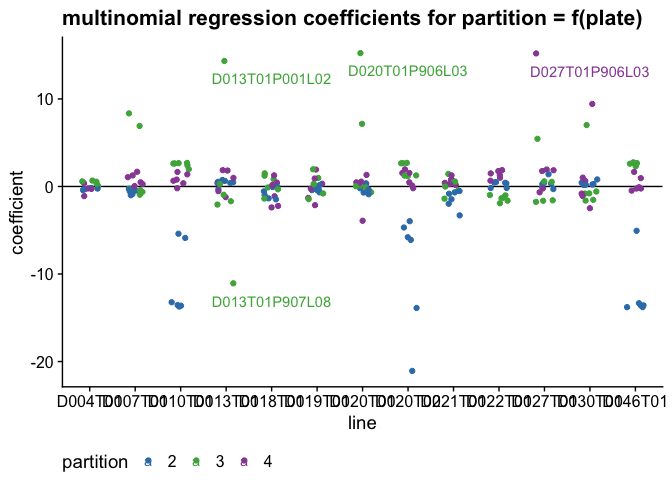 multinomial regression coefficients for partition = f(plate)
D013T01P001L02
D020T01P906L03
D027T01P906L03
D013T01P907L08
10
0
-10
-20
coefficient
D004T01 D007T01 D010T01 D013T01 D018T01 D019T01 D020T01 D020T02 D021T01 D022T01 D027T01 D030T01 D046T01
line
partition a 2 a 3 a 4